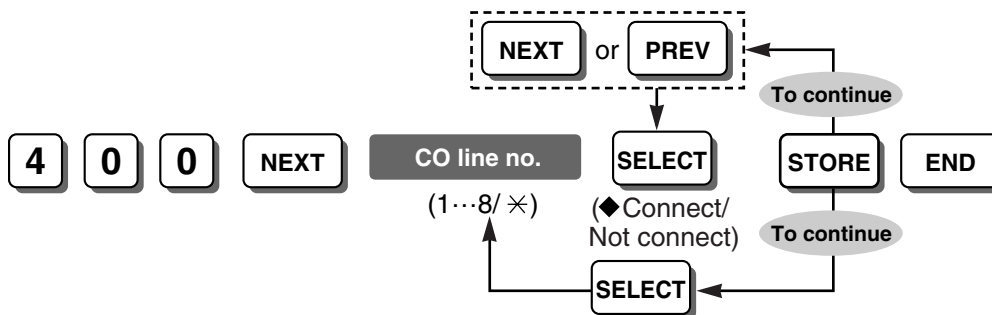 NEXT or PREV
To continue
4 0 0 NEXT CO line no. SELECT STORE END
(1···8/ ✳) (◆Connect/
Not connect) To continue
SELECT